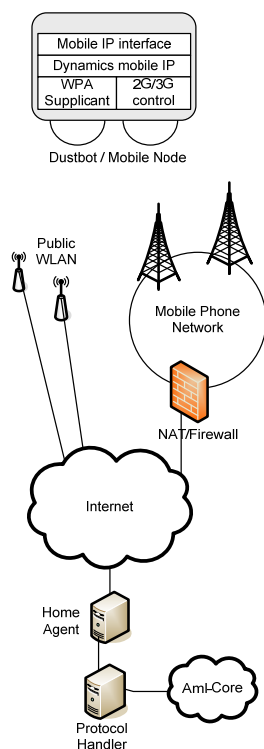 Mobile IP interface
Dynamics mobile IP
WPA
Supplicant
2G/3G
control
Dustbot / Mobile Node
Public
WLAN
Mobile Phone
Network
NAT/Firewall
Internet
Home
Agent
AmI-Core
Protocol
Handler